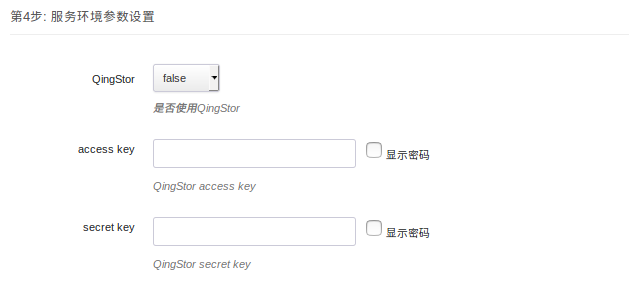 第4步: 服务环境参数设置
QingStor
false
是否使用QingStor
access key
显示密码
QingStor access key
secret key
显示密码
QingStor secret key